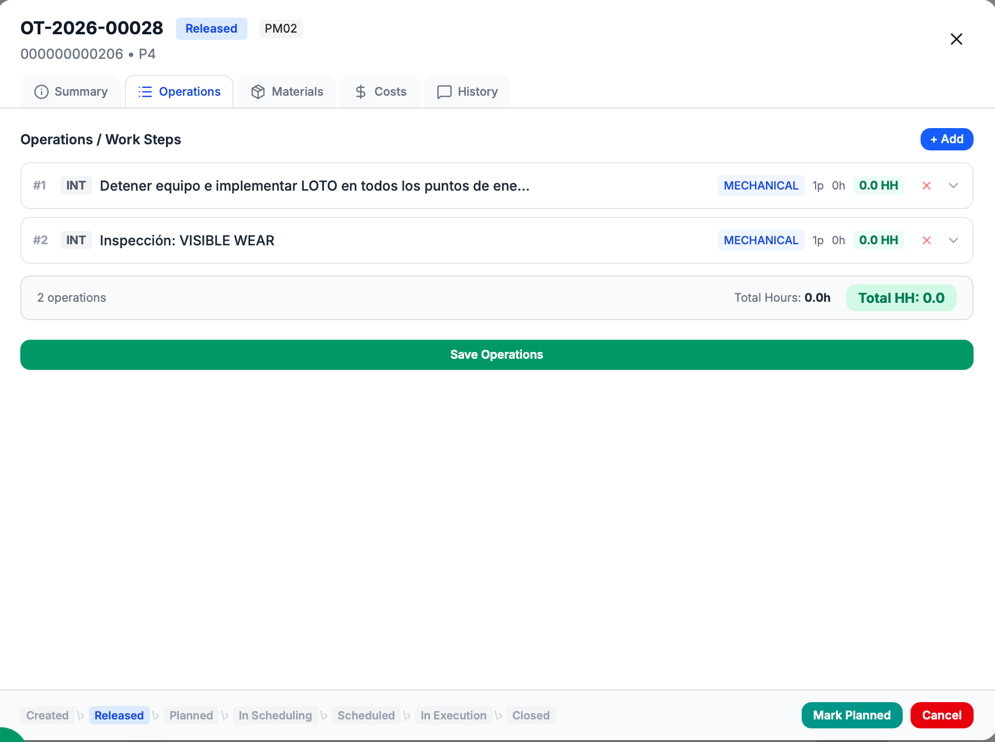 OT-2026-00028 Released PM02
000000000206 • P4
Summary Operations Materials Costs History
Operations / Work Steps + Add
#1 INT Detener equipo e implementar LOTO en todos los puntos de ene... MECHANICAL 1p 0h 0.0 HH
#2 INT Inspección: VISIBLE WEAR MECHANICAL 1p 0h 0.0 HH
2 operations Total Hours: 0.0h Total HH: 0.0
Save Operations
Created Released Planned In Scheduling Scheduled In Execution Closed Mark Planned Cancel